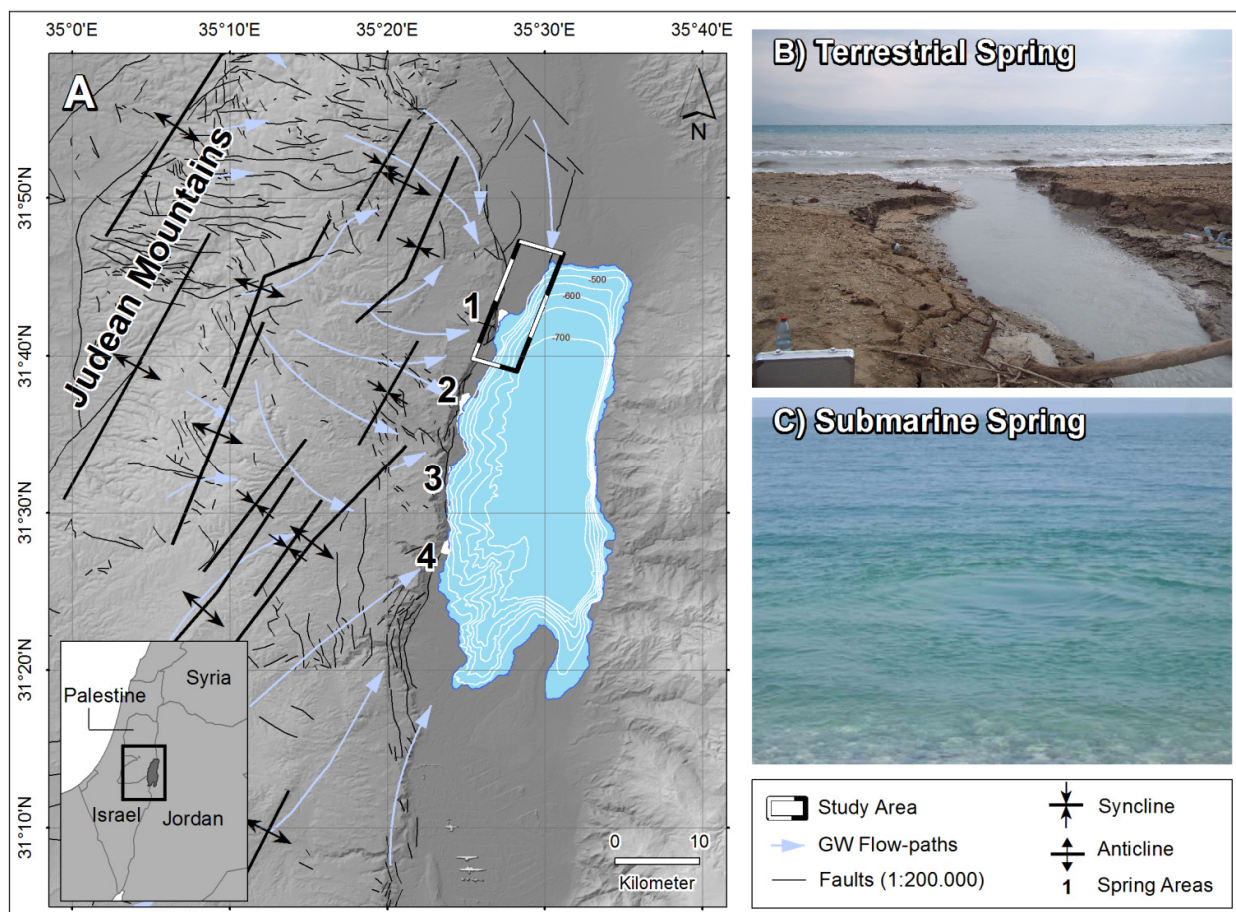 35°0'E 35°10'E 35°20'E 35°30'E 35°40'E
A
N
Judean Mountains
31°50'N
31°40'N
31°30'N
31°20'N
31°10'N
-500
-600
-700
1
2
3
4
Palestine
Syria
Israel
Jordan
0 10
Kilometer
B) Terrestrial Spring
C) Submarine Spring
Study Area
GW Flow-paths
Faults (1:200.000)
Syncline
Anticline
1 Spring Areas